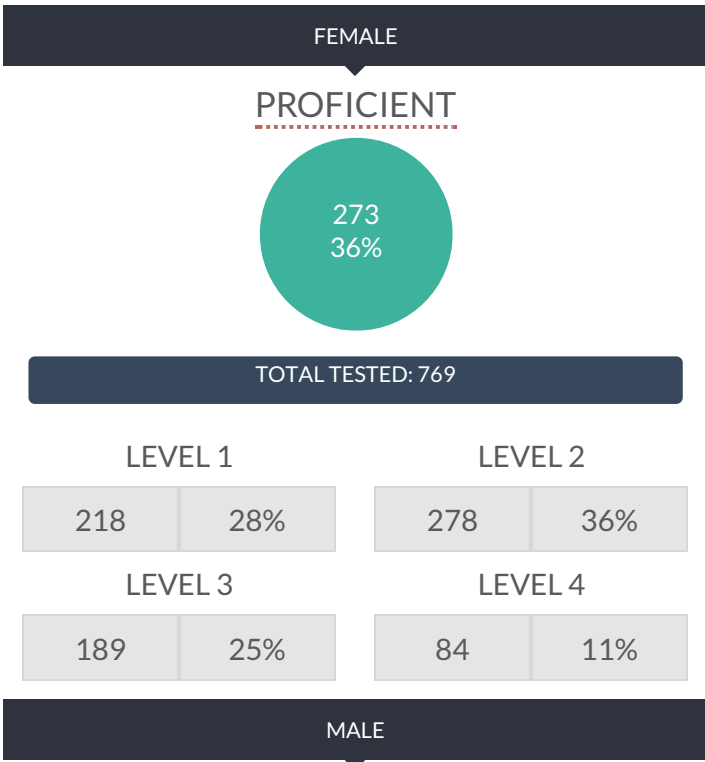 FEMALE
PROFICIENT
273
36%
TOTAL TESTED: 769
LEVEL 1 LEVEL 2
218 28% 278 36%
LEVEL 3 LEVEL 4
189 25% 84 11%
MALE